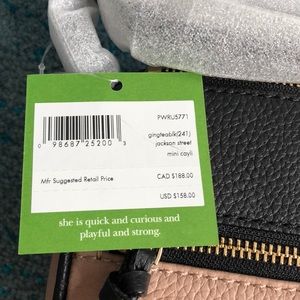 PWRU5771
gingteablk(241)
jackson street
mini cayli
0 98687"25200 3
Mfr Suggested Retail Price
CAD $188.00
USD $158.00
she is quick and curious and
playful and strong.